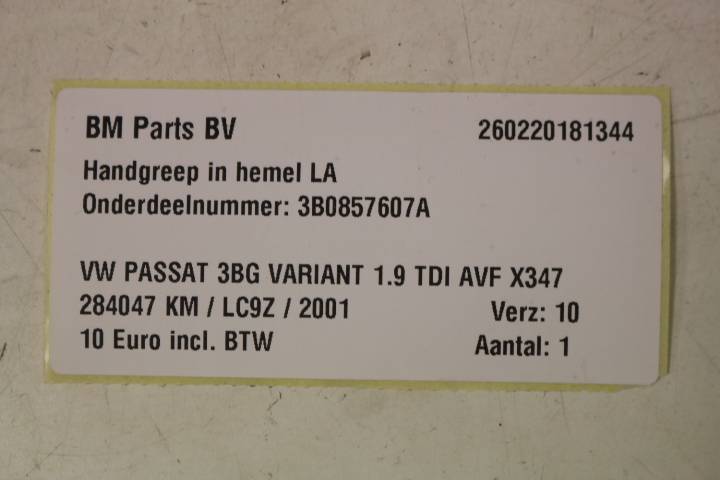 BM Parts BV 260220181344
Handgreep in hemel LA
Onderdeelnummer: 3B0857607A
VW PASSAT 3BG VARIANT 1.9 TDI AVF X347
284047 KM / LC9Z / 2001 Verz: 10
10 Euro incl. BTW Aantal: 1